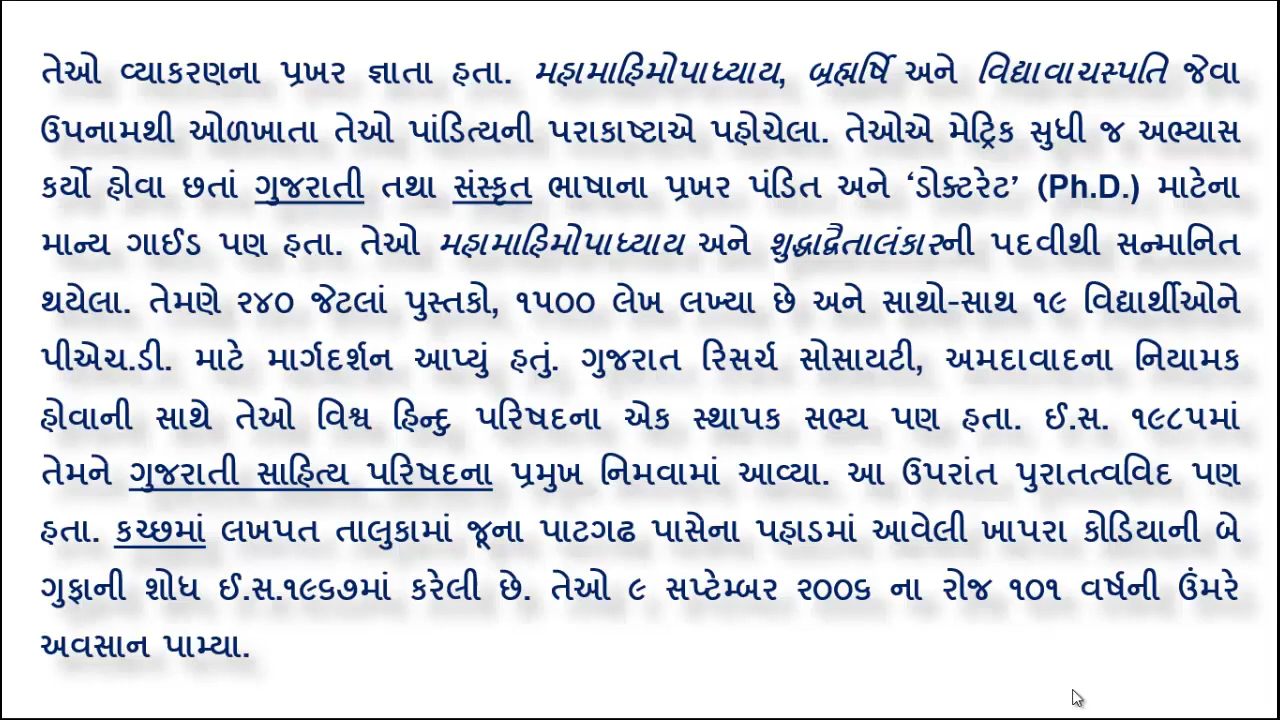 તેઓ વ્યાકરણના પ્રખર જ્ઞાતા હતા. મહામાહિમોપાધ્યાય, બ્રહ્મર્ષિ અને વિદ્યાવાચસ્પતિ જેવા
ઉપનામથી ઓળખાતા તેઓ પાંડિત્યની પરાકાષ્ટાએ પહોચેલા. તેઓએ મેટ્રિક સુધી જ અભ્યાસ
કર્યો હોવા છતાં ગુજરાતી તથા સંસ્કૃત ભાષાના પ્રખર પંડિત અને ‘ડોક્ટરેટ’ (Ph.D.) માટેના
માન્ય ગાઈડ પણ હતા. તેઓ મહામાહિમોપાધ્યાય અને શુદ્ધાદ્વૈતાલંકારની પદવીથી સન્માનિત
થયેલા. તેમણે ૨૪૦ જેટલાં પુસ્તકો, ૧૫૦૦ લેખ લખ્યા છે અને સાથો-સાથ ૧૯ વિદ્યાર્થીઓને
પીએચ.ડી. માટે માર્ગદર્શન આપ્યું હતું. ગુજરાત રિસર્ચ સોસાયટી, અમદાવાદના નિયામક
હોવાની સાથે તેઓ વિશ્વ હિન્દુ પરિષદના એક સ્થાપક સભ્ય પણ હતા. ઈ.સ. ૧૯૮૫માં
તેમને ગુજરાતી સાહિત્ય પરિષદના પ્રમુખ નિમવામાં આવ્યા. આ ઉપરાંત પુરાતત્વવિદ પણ
હતા. કચ્છમાં લખપત તાલુકામાં જૂના પાટગઢ પાસેના પહાડમાં આવેલી ખાપરા કોડિયાની બે
ગુફાની શોધ ઈ.સ.૧૯૬૭માં કરેલી છે. તેઓ ૯ સપ્ટેમ્બર ૨૦૦૬ ના રોજ ૧૦૧ વર્ષની ઉંમરે
અવસાન પામ્યા.